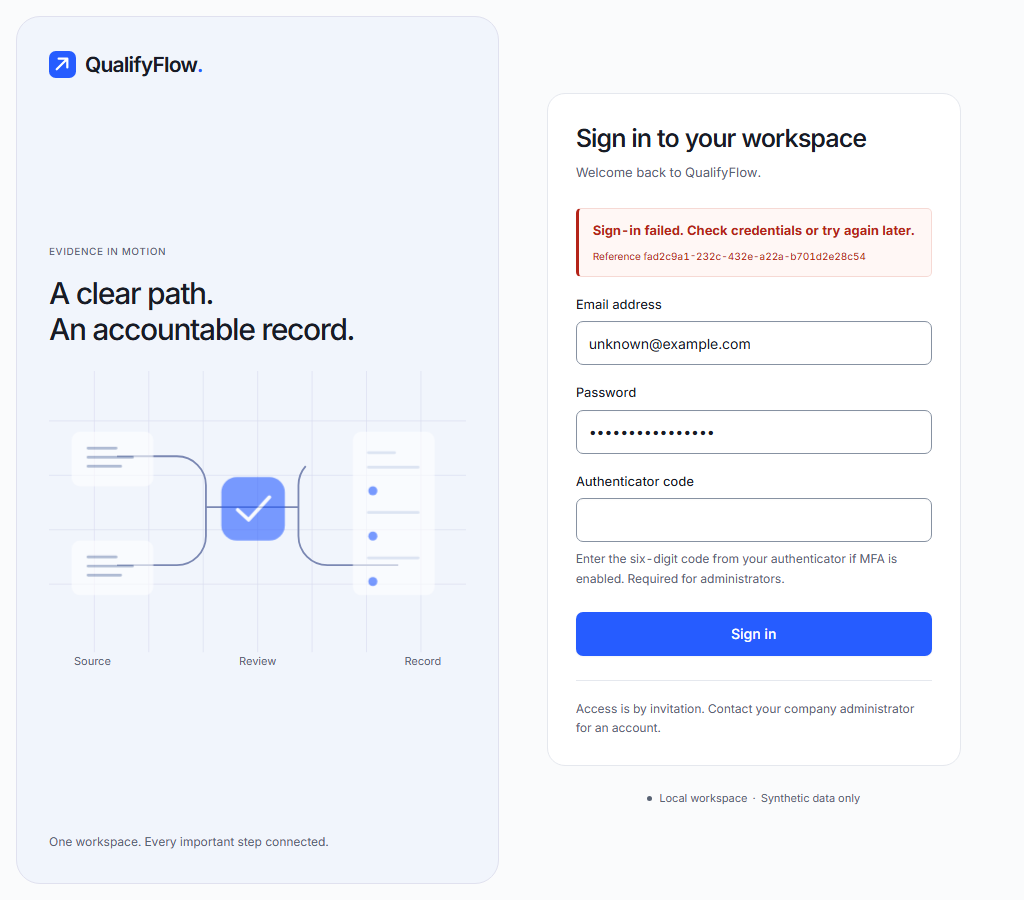 QualifyFlow.
EVIDENCE IN MOTION
A clear path.
An accountable record.
Source
Review
Record
One workspace. Every important step connected.
Sign in to your workspace
Welcome back to QualifyFlow.
Sign-in failed. Check credentials or try again later.
Reference fad2c9a1-232c-432e-a22a-b701d2e28c54
Email address
unknown@example.com
Password
••••••••••••••••
Authenticator code
Enter the six-digit code from your authenticator if MFA is
enabled. Required for administrators.
Sign in
Access is by invitation. Contact your company administrator
for an account.
Local workspace · Synthetic data only